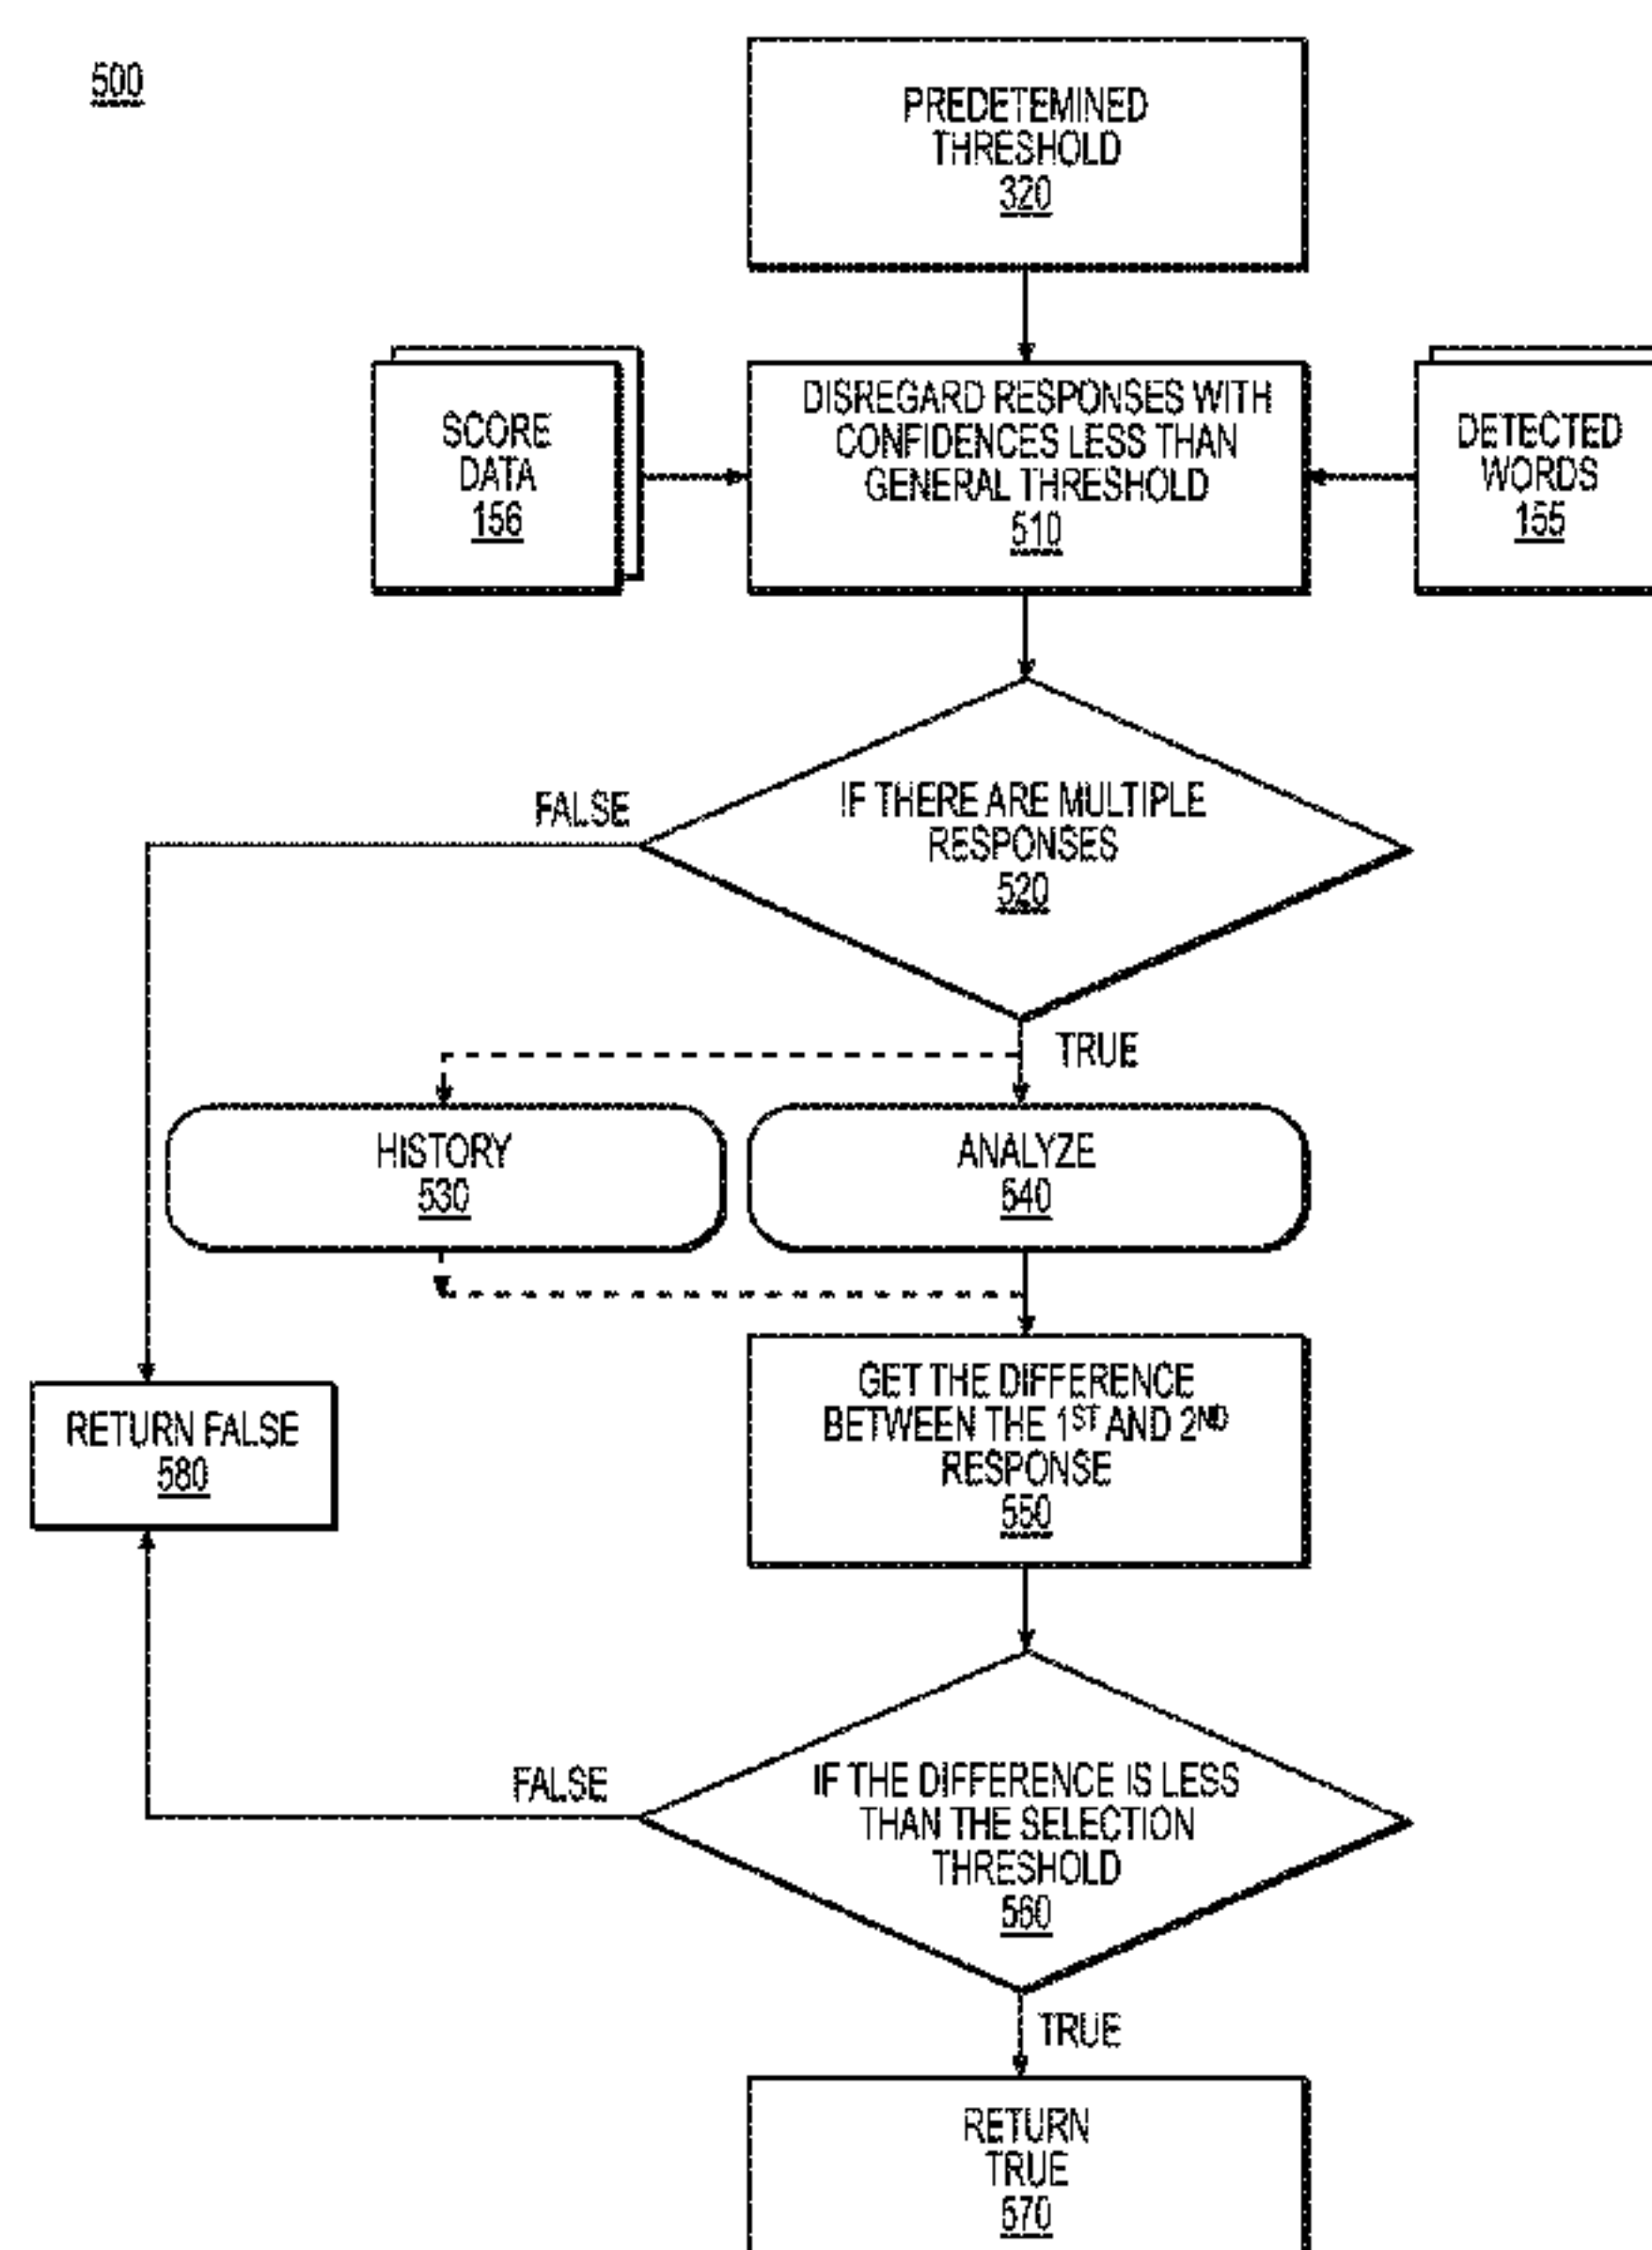 500
PREDETEMINED
THRESHOLD
320
SCORE
DATA
156
DISREGARD RESPONSES WITH
CONFIDENCES LESS THAN
GENERAL THRESHOLD
510
DETECTED
WORDS
155
IF THERE ARE MULTIPLE
RESPONSES
520
FALSE
TRUE
HISTORY
530
ANALYZE
540
GET THE DIFFERENCE
BETWEEN THE 1ST AND 2ND
RESPONSE
550
RETURN FALSE
580
IF THE DIFFERENCE IS LESS
THAN THE SELECTION
THRESHOLD
560
FALSE
TRUE
RETURN
TRUE
570